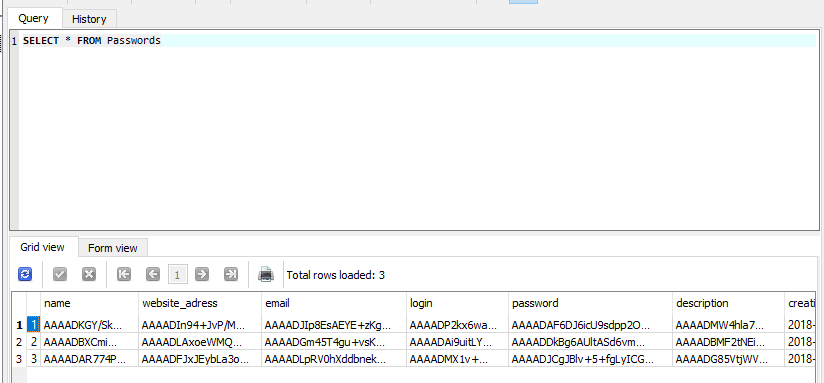 Query History
1 SELECT * FROM Passwords
Grid view Form view
1 Total rows loaded: 3
name website_adress email login password description creati
1 1 AAAADKGY/Sk... AAAADIn94+JvP/M... AAAADJIp8EsAEYE+zKg... AAAADP2kx6wa... AAAADAF6DJ6icU9sdpp2O... AAAADMW4hla7... 2018-
2 2 AAAADBXCmi... AAAADLAxoeWMQ... AAAADGm45T4gu+vsK... AAAADAi9uitLY... AAAADDkBg6AUltASd6vm... AAAADBMF2tNEi... 2018-
3 3 AAAADAR774P... AAAADFJxJEybLa3o... AAAADLpRV0hXddbnek... AAAADMX1v+... AAAADJCgJBlv+5+fgLyICG... AAAADG85VtjWV... 2018-